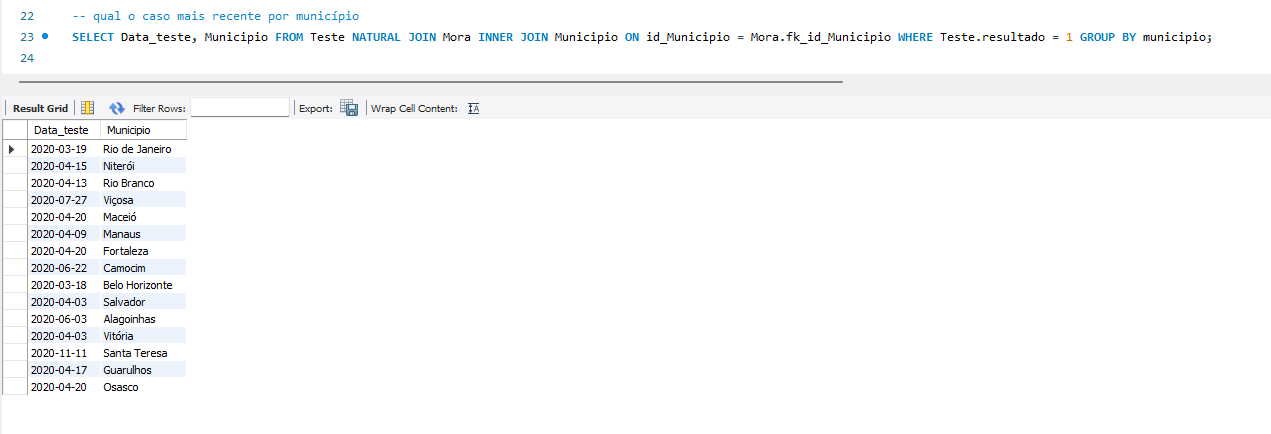 22 -- qual o caso mais recente por município
23 SELECT Data_teste, Municipio FROM Teste NATURAL JOIN Mora INNER JOIN Municipio ON id_Municipio = Mora.fk_id_Municipio WHERE Teste.resultado = 1 GROUP BY municipio;
24
Result Grid Filter Rows: Export: Wrap Cell Content: IA
Data_teste Municipio
2020-03-19 Rio de Janeiro
2020-04-15 Niterói
2020-04-13 Rio Branco
2020-07-27 Viçosa
2020-04-20 Maceió
2020-04-09 Manaus
2020-04-20 Fortaleza
2020-06-22 Camocim
2020-03-18 Belo Horizonte
2020-04-03 Salvador
2020-06-03 Alagoinhas
2020-04-03 Vitória
2020-11-11 Santa Teresa
2020-04-17 Guarulhos
2020-04-20 Osasco